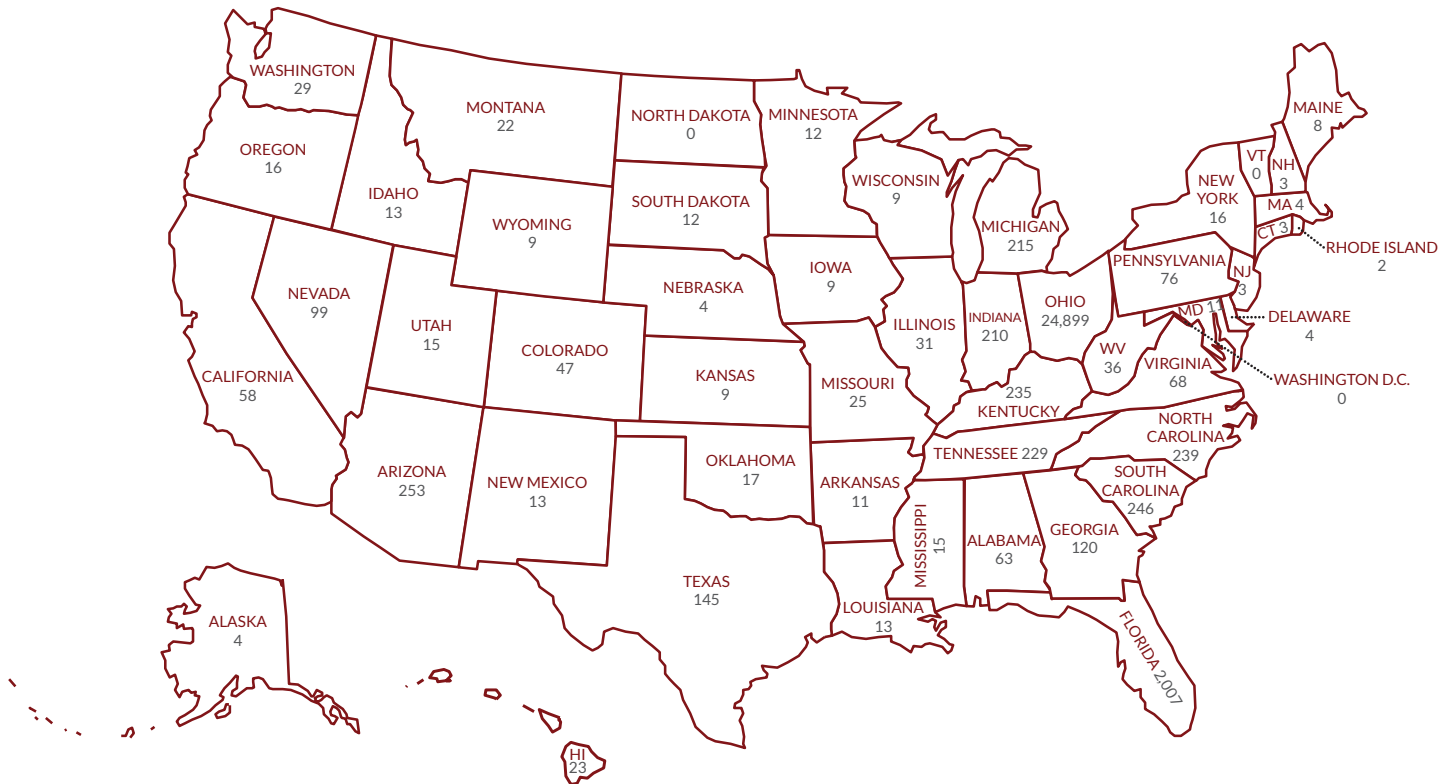 WASHINGTON
29
OREGON
16
CALIFORNIA
58
NEVADA
99
IDAHO
13
MONTANA
22
WYOMING
9
UTAH
15
COLORADO
47
ARIZONA
253
NEW MEXICO
13
NORTH DAKOTA
0
SOUTH DAKOTA
12
NEBRASKA
4
KANSAS
9
OKLAHOMA
17
TEXAS
145
MINNESOTA
12
IOWA
9
MISSOURI
25
ARKANSAS
11
LOUISIANA
13
WISCONSIN
9
ILLINOIS
31
MICHIGAN
215
INDIANA
210
OHIO
24,899
235
KENTUCKY
TENNESSEE 229
MISSISSIPPI
15
ALABAMA
63
GEORGIA
120
FLORIDA 2,007
SOUTH
CAROLINA
246
NORTH
CAROLINA
239
VIRGINIA
68
WV
36
MD 11
PENNSYLVANIA
76
NJ
3
NEW
YORK
16
VT
0
NH
3
MAINE
8
MA 4
CT 3
RHODE ISLAND
2
DELAWARE
4
WASHINGTON D.C.
0
ALASKA
4
HI
23